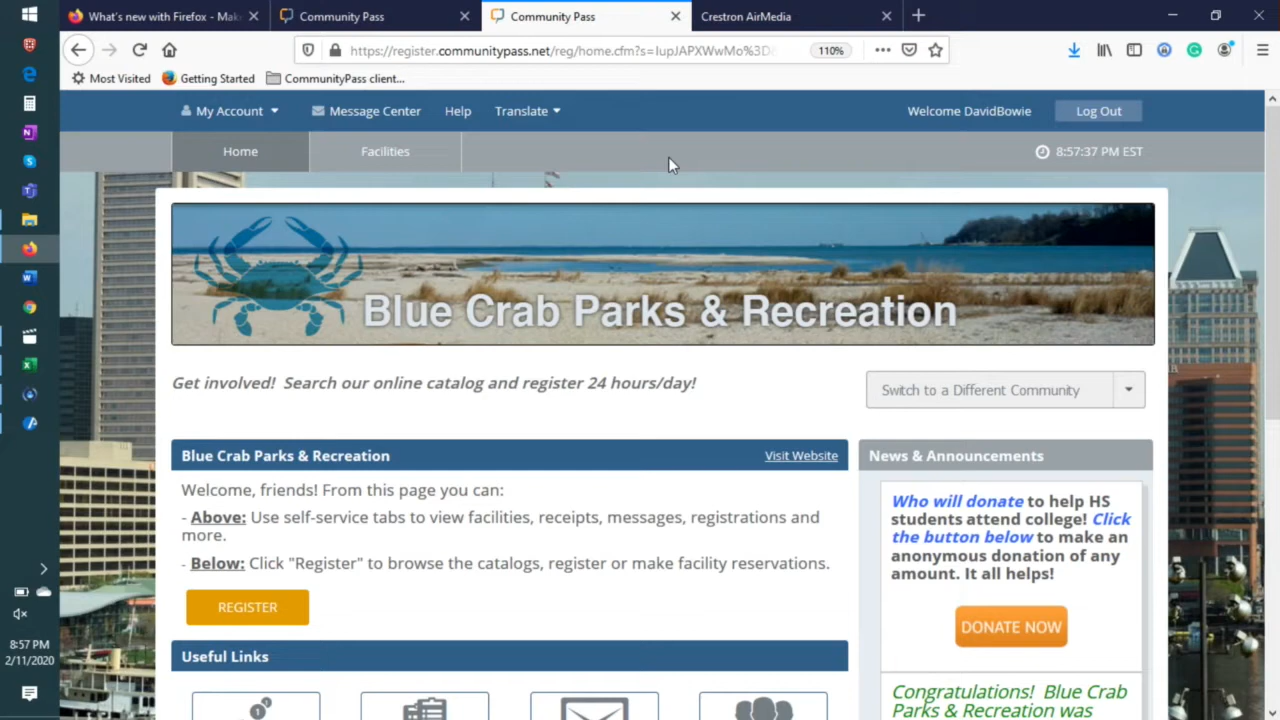 What's new with Firefox - Mak
Community Pass
Community Pass
Crestron AirMedia
https://register.communitypass.net/reg/home.cfm?s=IupJAPXWwMo%3D
110%
Most Visited
Getting Started
CommunityPass client...
My Account
Message Center
Help
Translate
Welcome DavidBowie
Log Out
Home
Facilities
8:57:37 PM EST
Blue Crab Parks & Recreation
Get involved! Search our online catalog and register 24 hours/day!
Switch to a Different Community
Blue Crab Parks & Recreation
Visit Website
Welcome, friends! From this page you can:
- Above: Use self-service tabs to view facilities, receipts, messages, registrations and
more.
- Below: Click "Register" to browse the catalogs, register or make facility reservations.
REGISTER
Useful Links
News & Announcements
Who will donate to help HS
students attend college! Click
the button below to make an
anonymous donation of any
amount. It all helps!
DONATE NOW
Congratulations! Blue Crab
Parks & Recreation was
8:57 PM
2/11/2020